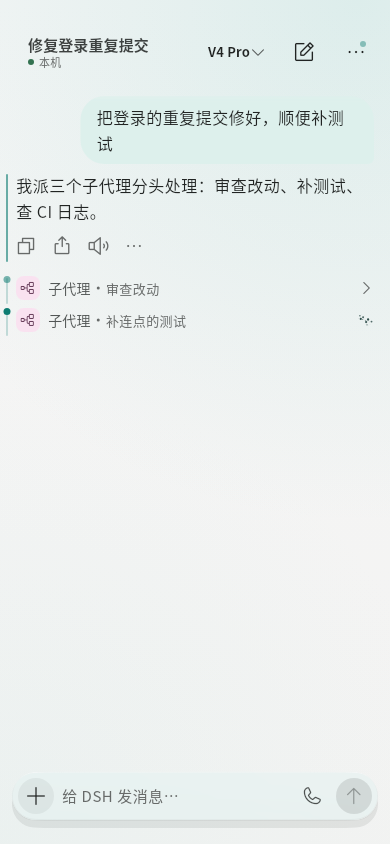 修复登录重复提交
本机
V4 Pro
把登录的重复提交修好，顺便补测
试
我派三个子代理分头处理：审查改动、补测试、
查 CI 日志。
子代理・审查改动
子代理・补连点的测试
给 DSH 发消息…